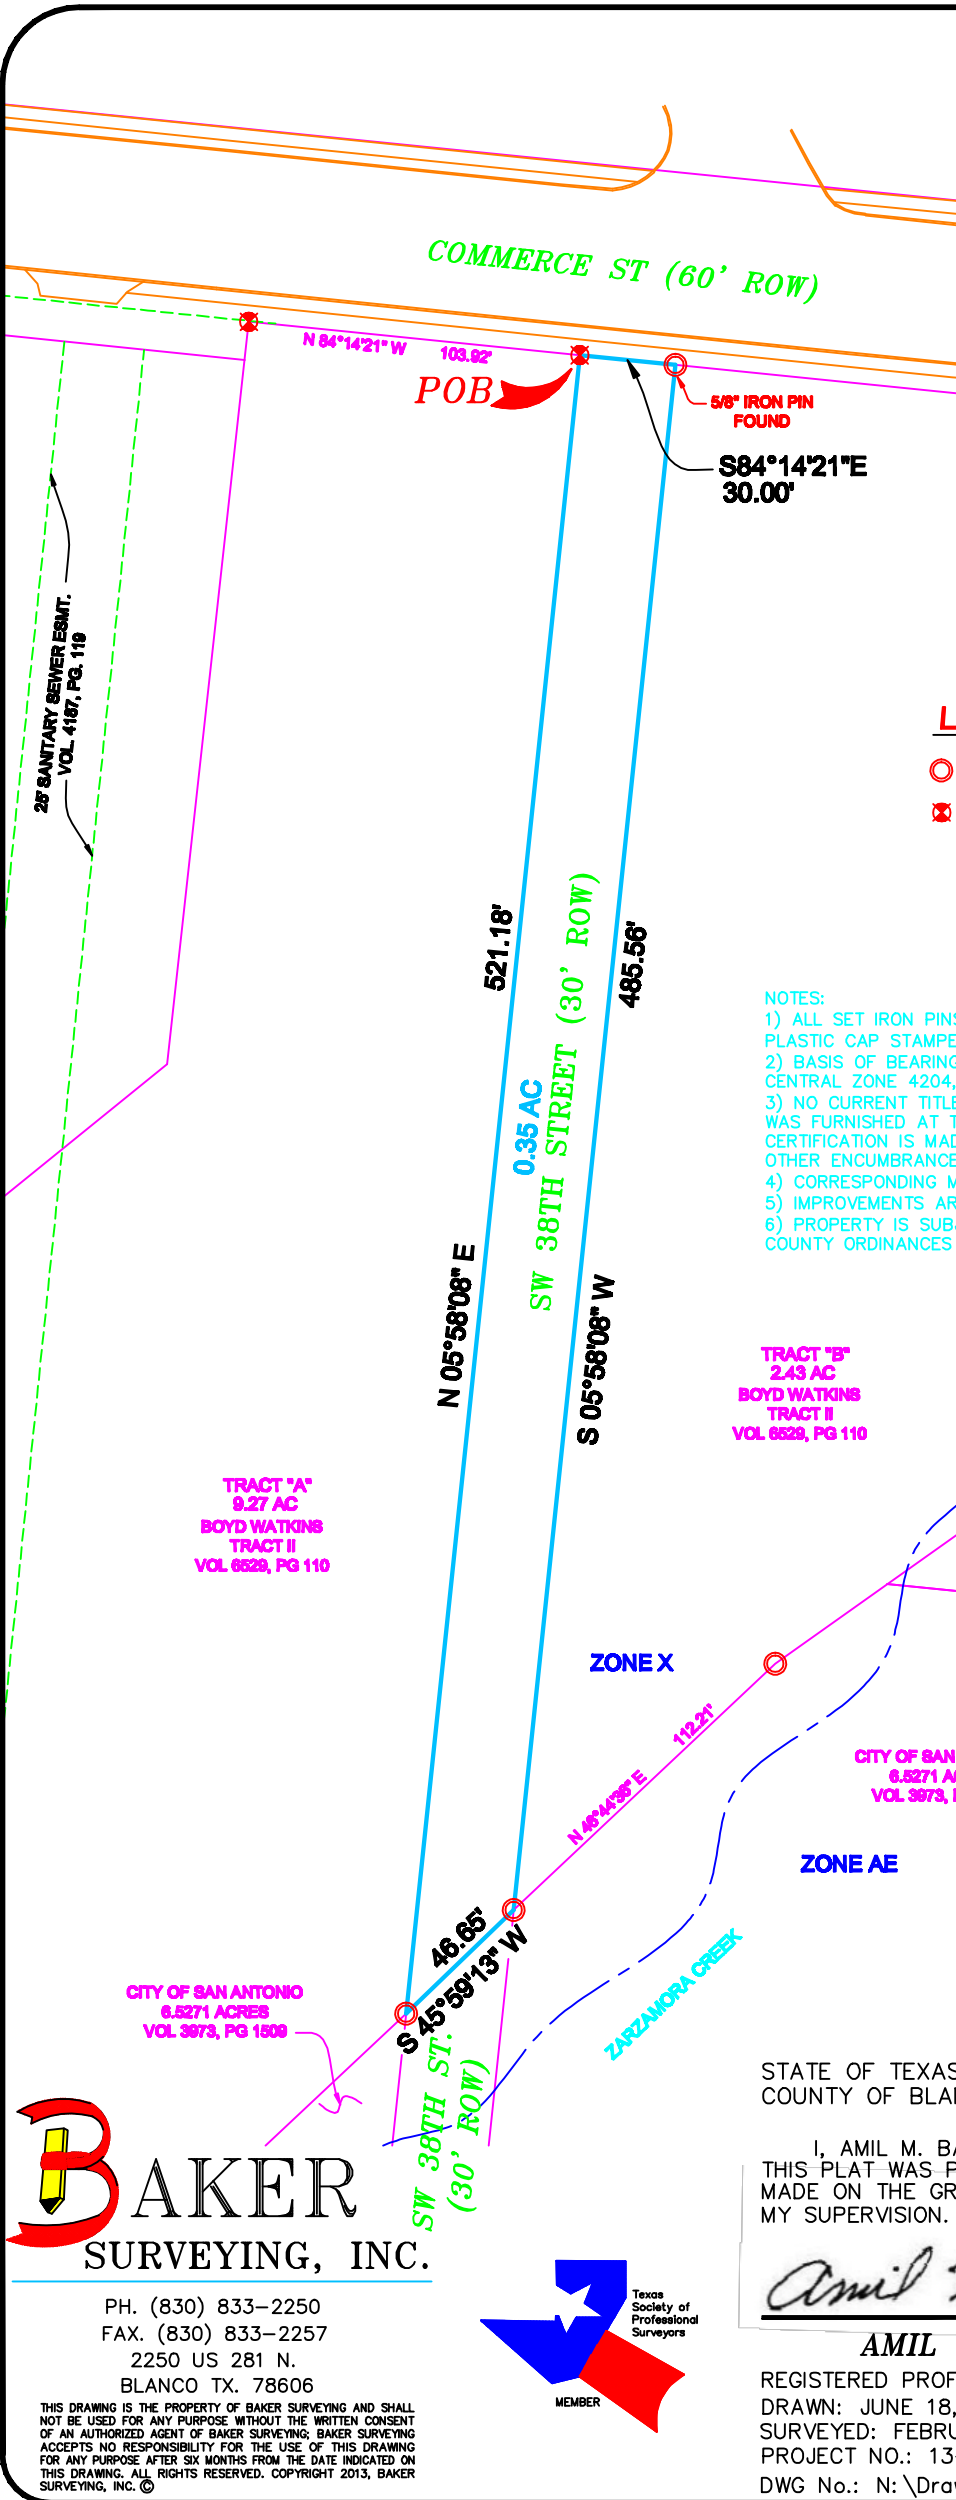 COMMERCE ST (60' ROW)
N 84°14'21" W 103.92'
POB
5/8" IRON PIN
FOUND
S84°14'21"E
30.00'
25' SANITARY SEWER ESMT.
VOL 4187, PG. 119
L
521.18'
485.56'
SW 38TH STREET (30' ROW)
0.35 AC
N 05°58'08" E
S 05°58'08" W
NOTES:
1) ALL SET IRON PINS
PLASTIC CAP STAMPE
2) BASIS OF BEARING
CENTRAL ZONE 4204,
3) NO CURRENT TITLE
WAS FURNISHED AT T
CERTIFICATION IS MAD
OTHER ENCUMBRANCE
4) CORRESPONDING M
5) IMPROVEMENTS AR
6) PROPERTY IS SUB
COUNTY ORDINANCES
TRACT "B"
2.43 AC
BOYD WATKINS
TRACT II
VOL 6529, PG 110
TRACT "A"
9.27 AC
BOYD WATKINS
TRACT II
VOL 6529, PG 110
ZONE X
N 46°44'36" E 112.21'
CITY OF SAN
6.5271 A
VOL 3973,
ZONE AE
ZARZAMORA CREEK
46.65'
S 45°59'13" W
CITY OF SAN ANTONIO
6.5271 ACRES
VOL 3973, PG 1509
SW 38TH ST.
(30' ROW)
BAKER
SURVEYING, INC.
PH. (830) 833-2250
FAX. (830) 833-2257
2250 US 281 N.
BLANCO TX. 78606
THIS DRAWING IS THE PROPERTY OF BAKER SURVEYING AND SHALL
NOT BE USED FOR ANY PURPOSE WITHOUT THE WRITTEN CONSENT
OF AN AUTHORIZED AGENT OF BAKER SURVEYING; BAKER SURVEYING
ACCEPTS NO RESPONSIBILITY FOR THE USE OF THIS DRAWING
FOR ANY PURPOSE AFTER SIX MONTHS FROM THE DATE INDICATED ON
THIS DRAWING. ALL RIGHTS RESERVED. COPYRIGHT 2013, BAKER
SURVEYING, INC. ©
Texas
Society of
Professional
Surveyors
MEMBER
STATE OF TEXAS
COUNTY OF BLA
I, AMIL M. BA
THIS PLAT WAS P
MADE ON THE GR
MY SUPERVISION.
Amil
AMIL
REGISTERED PROF
DRAWN: JUNE 18,
SURVEYED: FEBRU
PROJECT NO.: 13-
DWG No.: N:\Draw